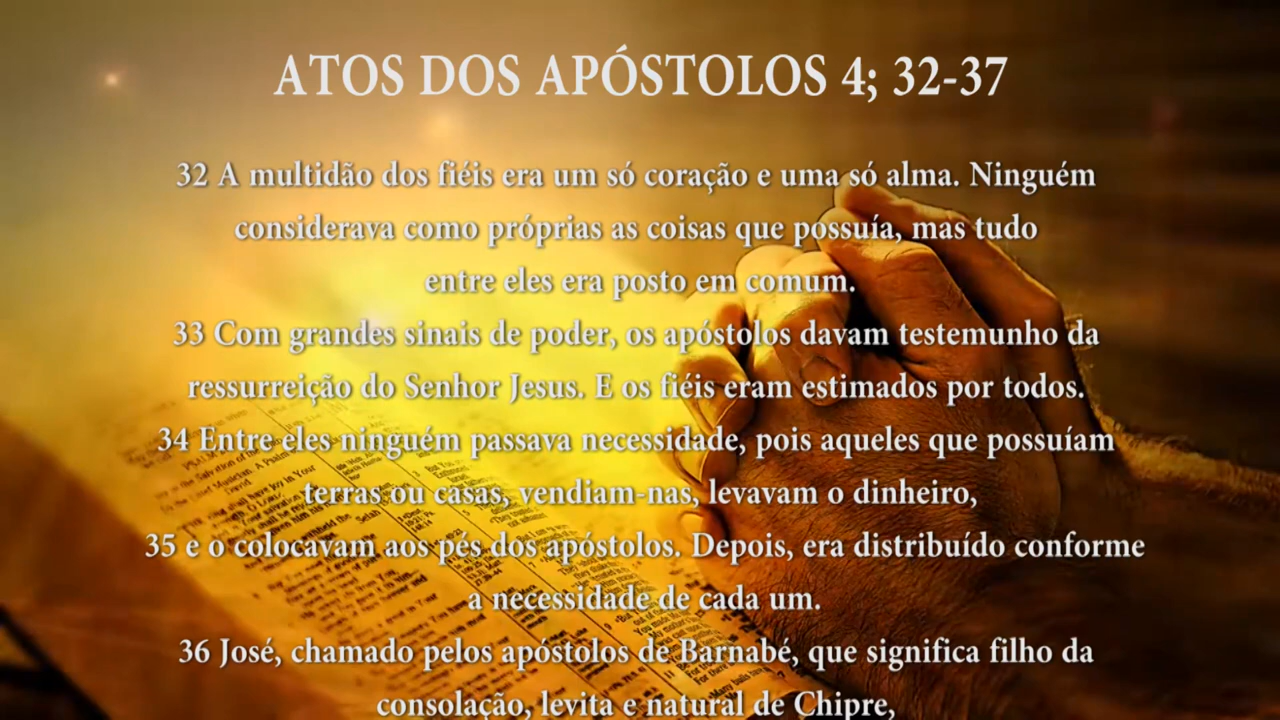 ATOS DOS APÓSTOLOS 4; 32-37
32 A multidão dos fiéis era um só coração e uma só alma. Ninguém
considerava como próprias as coisas que possuía, mas tudo
entre eles era posto em comum.
33 Com grandes sinais de poder, os apóstolos davam testemunho da
ressurreição do Senhor Jesus. E os fiéis eram estimados por todos.
34 Entre eles ninguém passava necessidade, pois aqueles que possuíam
terras ou casas, vendiam-nas, levavam o dinheiro,
35 e o colocavam aos pés dos apóstolos. Depois, era distribuído conforme
a necessidade de cada um.
36 José, chamado pelos apóstolos de Barnabé, que significa filho da
consolação, levita e natural de Chipre,